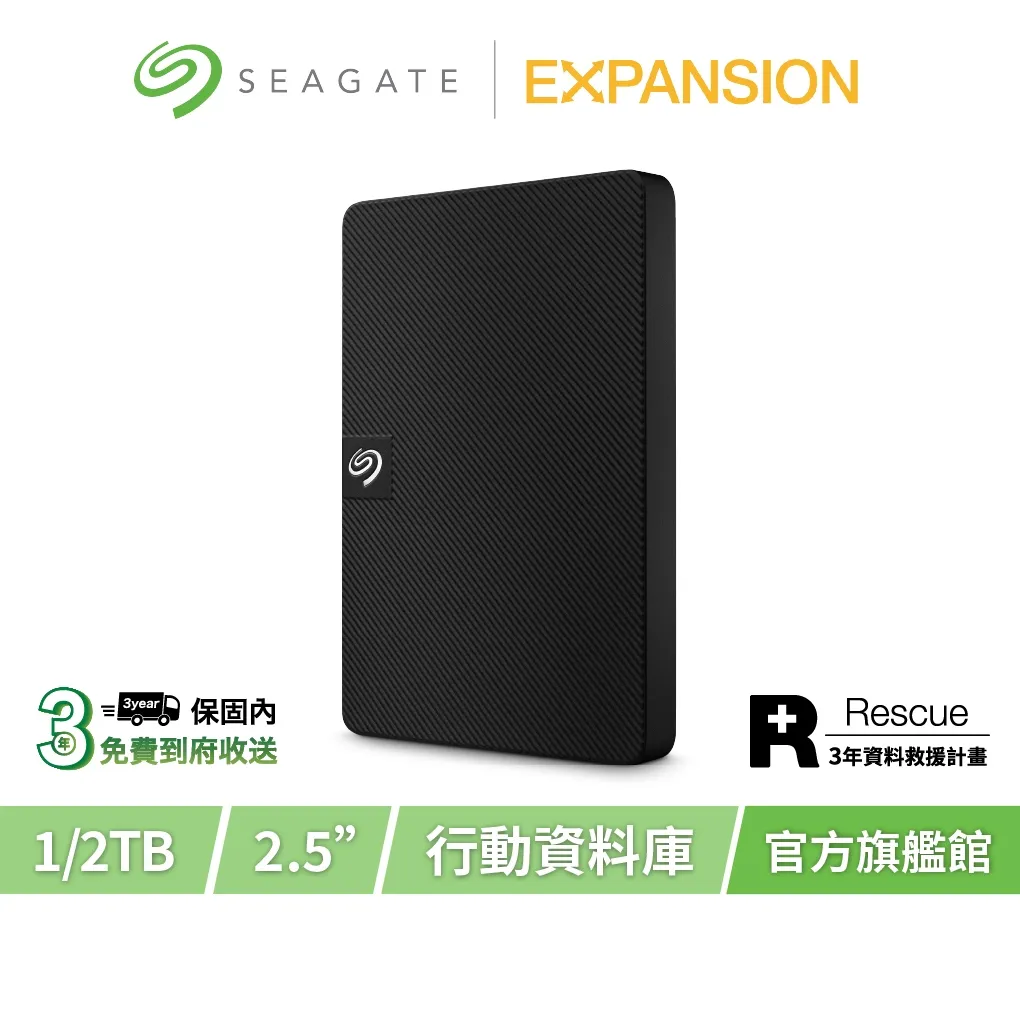 SEAGATE
EXPANSION
3年
3year
保固內
免費到府收送
R
Rescue
3年資料救援計畫
1/2TB
2.5”
行動資料庫
官方旗艦館